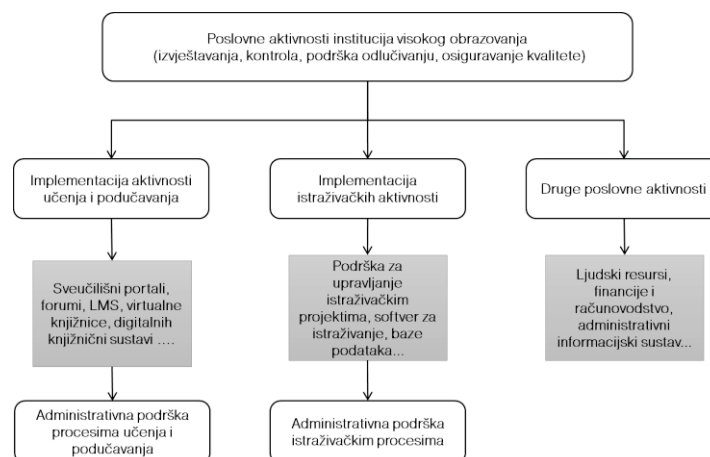 Poslovne aktivnosti institucija visokog obrazovanja
(izvještavanja, kontrola, podrška odlučivanju, osiguravanje kvalitete)
Implementacija aktivnosti
učenja i podučavanja
Implementacija
istraživačkih aktivnosti
Druge poslovne aktivnosti
Sveučilišni portali,
forumi, LMS, virtualne
knjižnice, digitalnih
knjižnični sustavi ....
Podrška za
upravljanje
istraživačkim
projektima, softver za
istraživanje, baze
podataka...
Ljudski resursi,
financije i
računovodstvo,
administrativni
informacijski sustav...
Administrativna podrška
procesima učenja i
podučavanja
Administrativna podrška
istraživačkim procesima